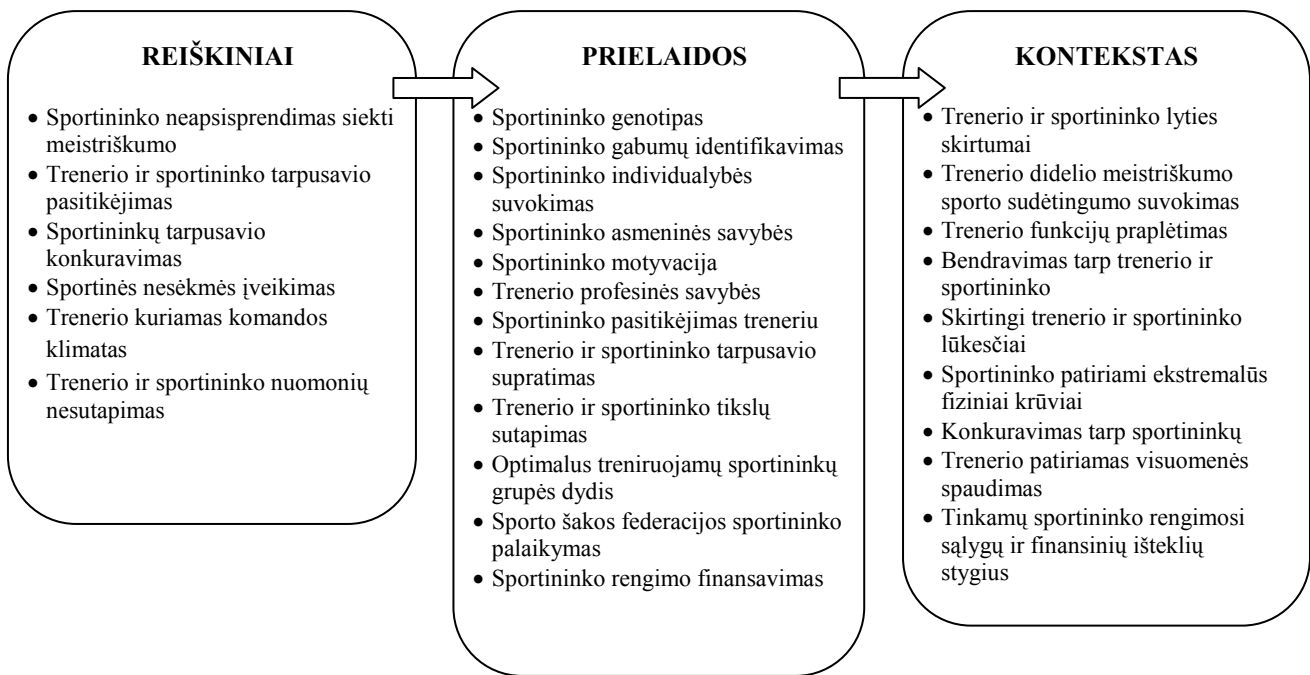 REIŠKINIAI
• Sportininko neapsisprendimas siekti
meistriškumo
• Trenerio ir sportininko tarpusavio
pasitikėjimas
• Sportininkų tarpusavio
konkuravimas
• Sportinės nesėkmės įveikimas
• Trenerio kuriamas komandos
klimatas
• Trenerio ir sportininko nuomonių
nesutapimas
PRIELAIDOS
• Sportininko genotipas
• Sportininko gabumų identifikavimas
• Sportininko individualybės
suvokimas
• Sportininko asmeninės savybės
• Sportininko motyvacija
• Trenerio profesinės savybės
• Sportininko pasitikėjimas treneriu
• Trenerio ir sportininko tarpusavio
supratimas
• Trenerio ir sportininko tikslų
sutapimas
• Optimalus treniruojamų sportininkų
grupės dydis
• Sporto šakos federacijos sportininko
palaikymas
• Sportininko rengimo finansavimas
KONTEKSTAS
• Trenerio ir sportininko lyties
skirtumai
• Trenerio didelio meistriškumo
sporto sudėtingumo suvokimas
• Trenerio funkcijų praplėtimas
• Bendravimas tarp trenerio ir
sportininko
• Skirtingi trenerio ir sportininko
lūkesčiai
• Sportininko patiriami ekstremalūs
fiziniai krūviai
• Konkuravimas tarp sportininkų
• Trenerio patiriamas visuomenės
spaudimas
• Tinkamų sportininko rengimosi
sąlygų ir finansinių išteklių
stygius